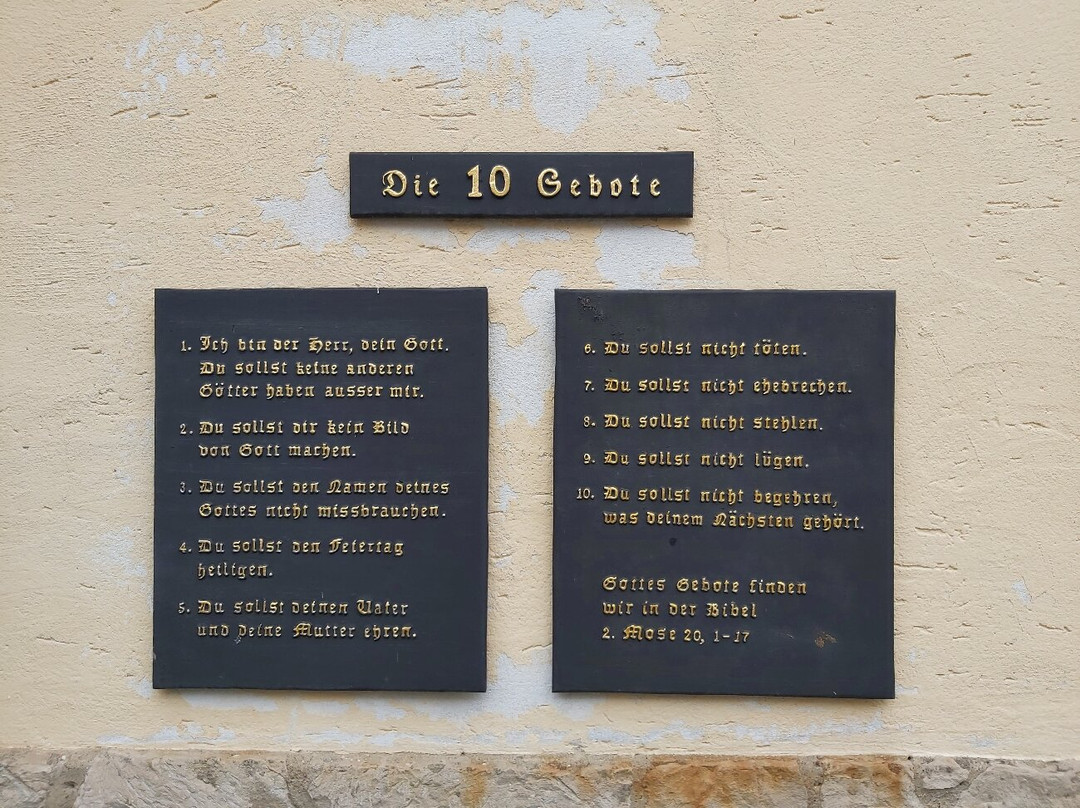 Die 10 Gebote
1. Ich bin der Herr, dein Gott.
Du sollst keine anderen
Götter haben ausser mir.
2. Du sollst dir kein Bild
von Gott machen.
3. Du sollst den Namen deines
Gottes nicht missbrauchen.
4. Du sollst den Feiertag
heiligen.
5. Du sollst deinen Vater
und deine Mutter ehren.
6. Du sollst nicht töten.
7. Du sollst nicht ehebrechen.
8. Du sollst nicht stehlen.
9. Du sollst nicht lügen.
10. Du sollst nicht begehren,
was deinem Nächsten gehört.
Gottes Gebote finden
wir in der Bibel
2. Mose 20, 1-17